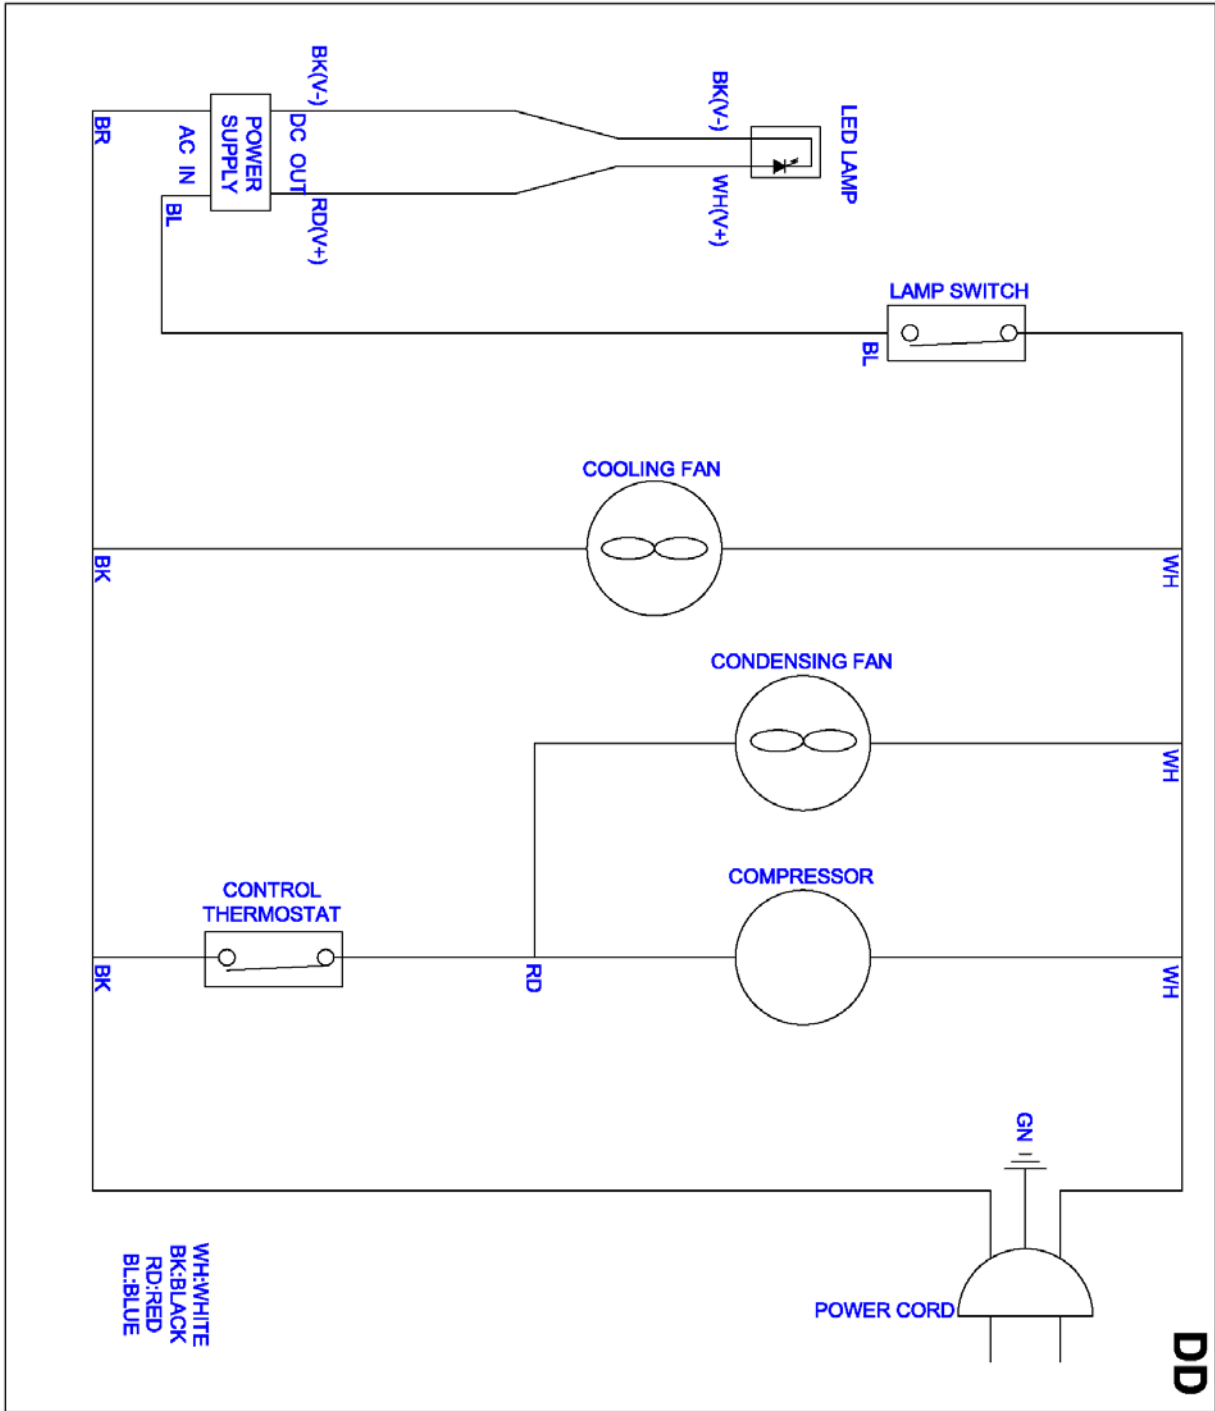 BK(V-)
BK(V-)
LED LAMP
BR
AC IN
POWER
SUPPLY
DC OUT
BL
RD(V+)
WH(V+)
LAMP SWITCH
BL
COOLING FAN
BK
WH
CONDENSING FAN
WH
COMPRESSOR
CONTROL
THERMOSTAT
BK
RD
WH
GN
WH:WHITE
BK:BLACK
RD:RED
BL:BLUE
POWER CORD
DD